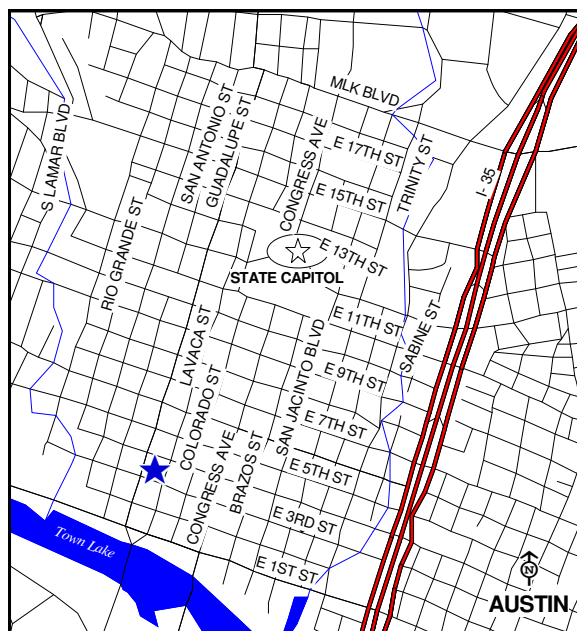 MLK BLVD
SAN ANTONIO ST
GUADALUPE ST
CONGRESS AVE
E 17TH ST
TRINITY ST
S LAMAR BLVD
E 15TH ST
I- 35
RIO GRANDE ST
E 13TH ST
STATE CAPITOL
E 11TH ST
SABINE ST
LAVACA ST
SAN JACINTO BLVD
E 9TH ST
COLORADO ST
E 7TH ST
CONGRESS AVE
BRAZOS ST
E 5TH ST
E 3RD ST
Town Lake
E 1ST ST
N
AUSTIN